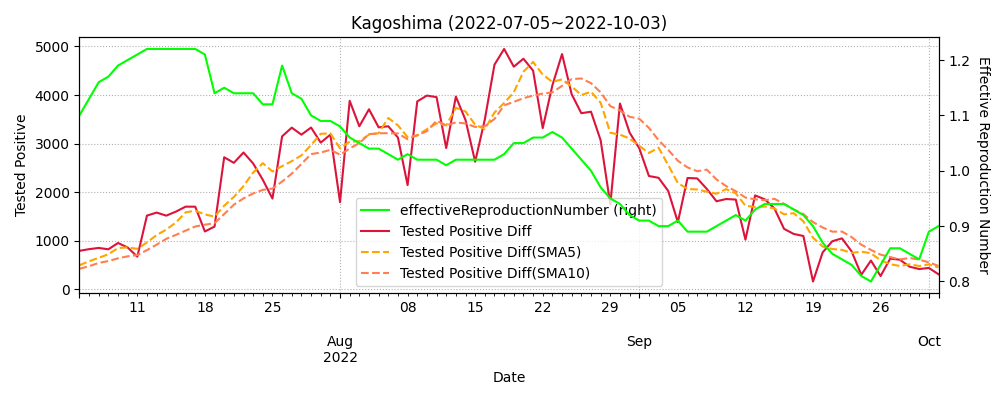 Kagoshima (2022-07-05~2022-10-03)
5000
4000
3000
2000
1000
0
Tested Positive
1.2
1.1
1.0
0.9
0.8
Effective Reproduction Number
effectiveReproductionNumber (right)
Tested Positive Diff
Tested Positive Diff(SMA5)
Tested Positive Diff(SMA10)
11 18 25 08 15 22 29 05 12 19 26
Aug Sep Oct
2022
Date